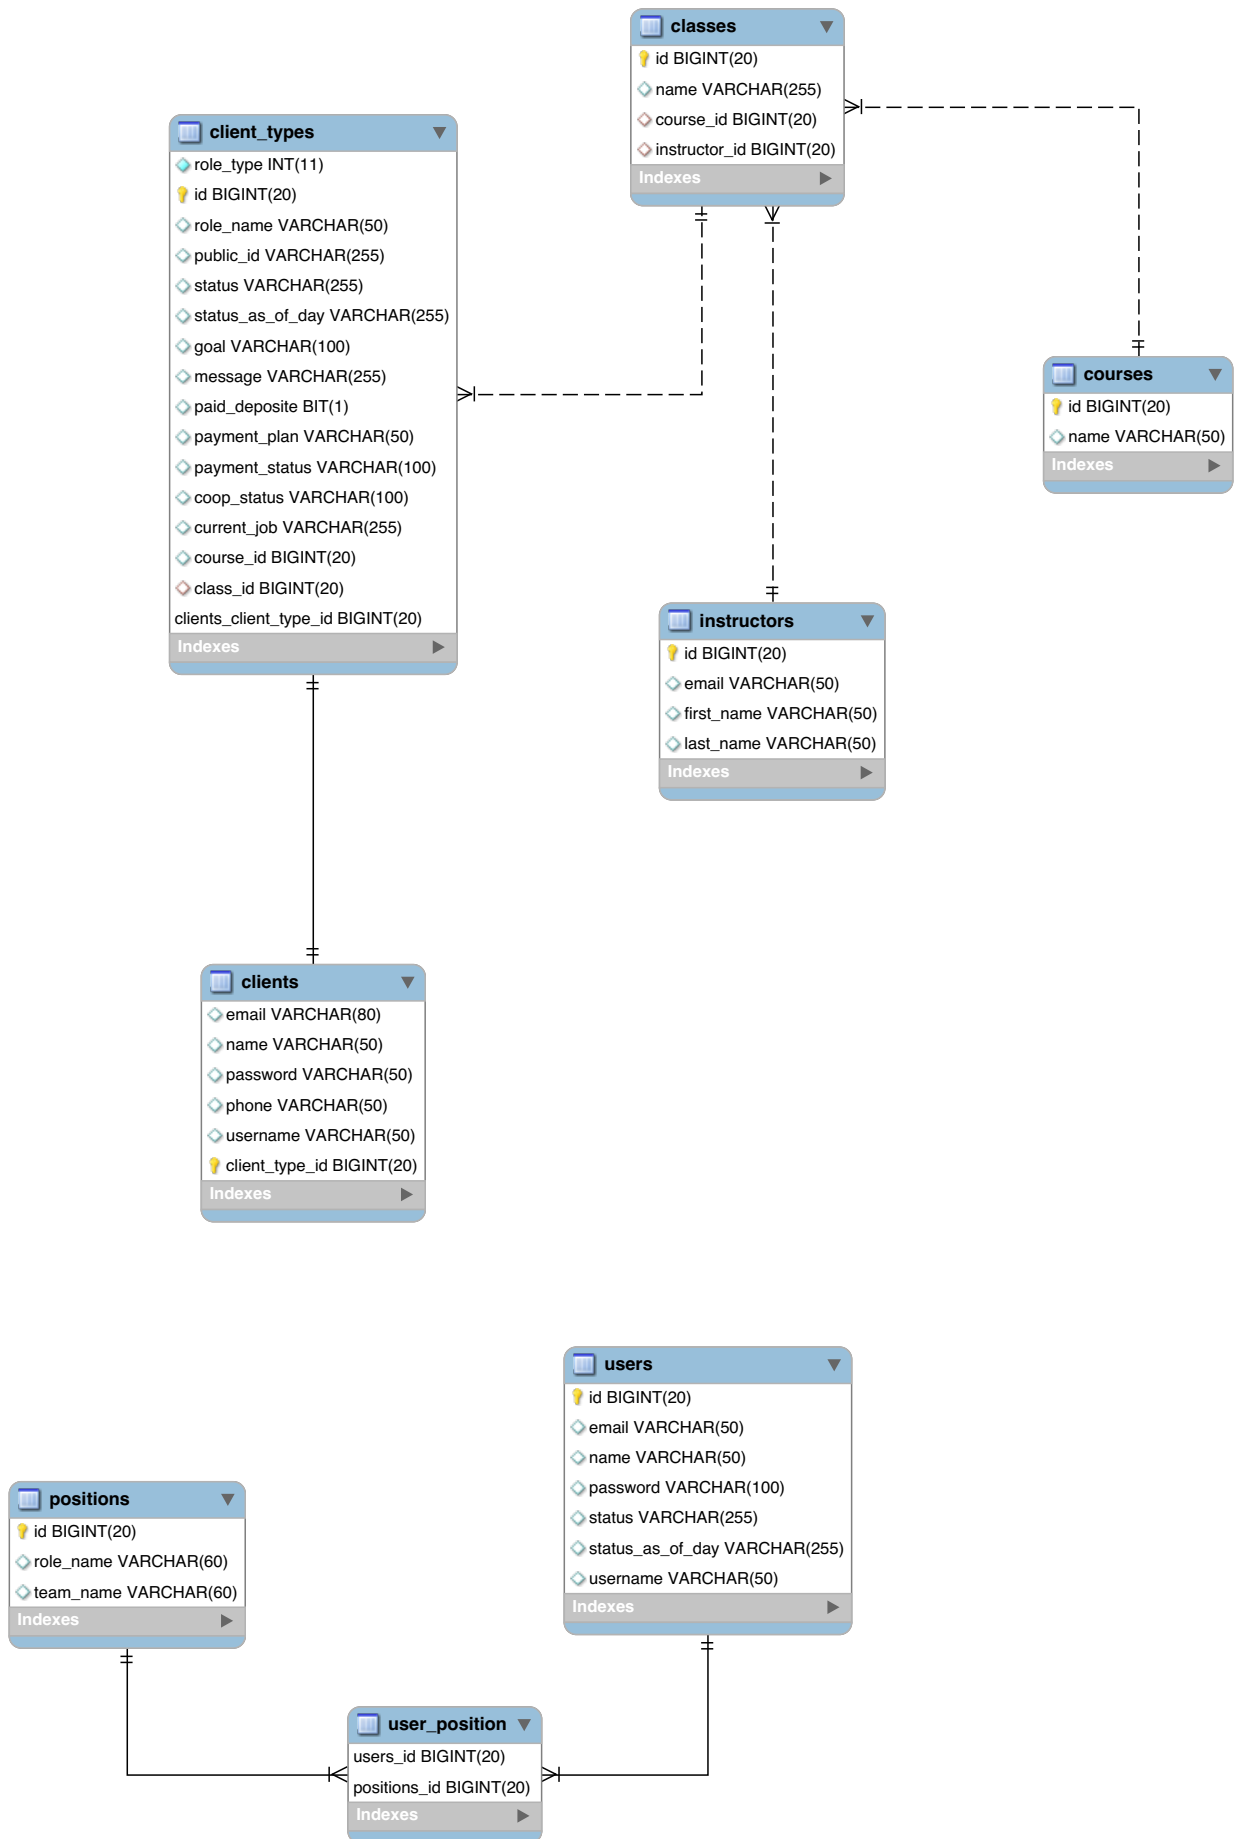 classes
id BIGINT(20)
name VARCHAR(255)
course_id BIGINT(20)
instructor_id BIGINT(20)
Indexes
client_types
role_type INT(11)
id BIGINT(20)
role_name VARCHAR(50)
public_id VARCHAR(255)
status VARCHAR(255)
status_as_of_day VARCHAR(255)
goal VARCHAR(100)
message VARCHAR(255)
paid_deposite BIT(1)
payment_plan VARCHAR(50)
payment_status VARCHAR(100)
coop_status VARCHAR(100)
current_job VARCHAR(255)
course_id BIGINT(20)
class_id BIGINT(20)
clients_client_type_id BIGINT(20)
Indexes
courses
id BIGINT(20)
name VARCHAR(50)
Indexes
instructors
id BIGINT(20)
email VARCHAR(50)
first_name VARCHAR(50)
last_name VARCHAR(50)
Indexes
clients
email VARCHAR(80)
name VARCHAR(50)
password VARCHAR(50)
phone VARCHAR(50)
username VARCHAR(50)
client_type_id BIGINT(20)
Indexes
users
id BIGINT(20)
email VARCHAR(50)
name VARCHAR(50)
password VARCHAR(100)
status VARCHAR(255)
status_as_of_day VARCHAR(255)
username VARCHAR(50)
Indexes
positions
id BIGINT(20)
role_name VARCHAR(60)
team_name VARCHAR(60)
Indexes
user_position
users_id BIGINT(20)
positions_id BIGINT(20)
Indexes